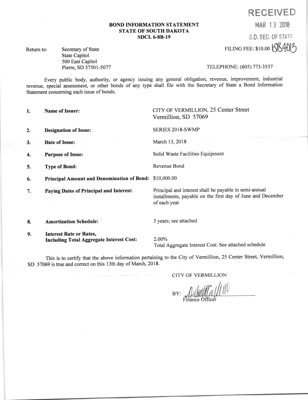 RECEIVED
MAR 13 2018
S.D. SEC. OF STATE
BOND INFORMATION STATEMENT
STATE OF SOUTH DAKOTA
SDCL 6-8B-19
Return to: Secretary of State FILING FEE: $10.00
State Capitol
500 East Capitol
Pierre, SD 57501-5077 TELEPHONE: (605) 773-3537
Every public body, authority, or agency issuing any general obligation, revenue, improvement, industrial
revenue, special assessment, or other bonds of any type shall file with the Secretary of State a Bond Information
Statement concerning each issue of bonds.
1. Name of Issuer: CITY OF VERMILLION, 25 Center Street
Vermillion, SD 57069
2. Designation of Issue: SERIES 2018-SWMP
3. Date of Issue: March 13, 2018
4. Purpose of Issue: Solid Waste Facilities Equipment
5. Type of Bond: Revenue Bond
6. Principal Amount and Denomination of Bond: $10,000.00
7. Paying Dates of Principal and Interest: Principal and interest shall be payable in semi-annual
installments, payable on the first day of June and December
of each year
8. Amortization Schedule: 5 years; see attached
9. Interest Rate or Rates,
Including Total Aggregate Interest Cost: 2.00%
Total Aggregate Interest Cost: See attached schedule
This is to certify that the above information pertaining to the City of Vermillion, 25 Center Street, Vermillion,
SD 57069 is true and correct on this 13th day of March, 2018.
CITY OF VERMILLION
BY:
Finance Officer